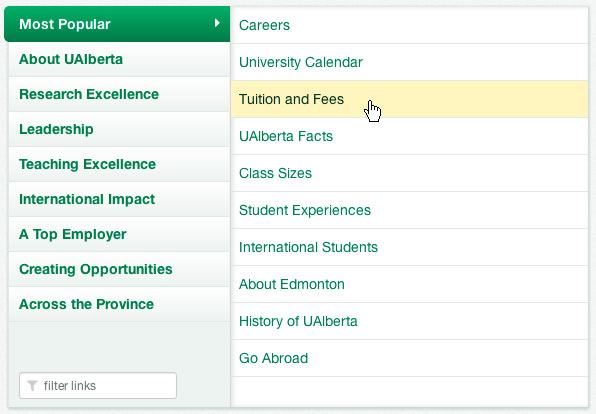 Most Popular
About UAlberta
Research Excellence
Leadership
Teaching Excellence
International Impact
A Top Employer
Creating Opportunities
Across the Province
filter links
Careers
University Calendar
Tuition and Fees
UAlberta Facts
Class Sizes
Student Experiences
International Students
About Edmonton
History of UAlberta
Go Abroad